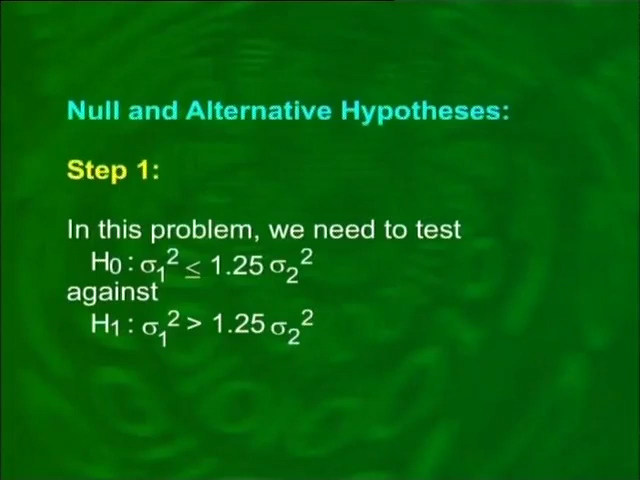 Null and Alternative Hypotheses:
Step 1:
In this problem, we need to test
H₀ : σ₁² ≤ 1.25 σ₂²
against
H₁ : σ₁² > 1.25 σ₂²